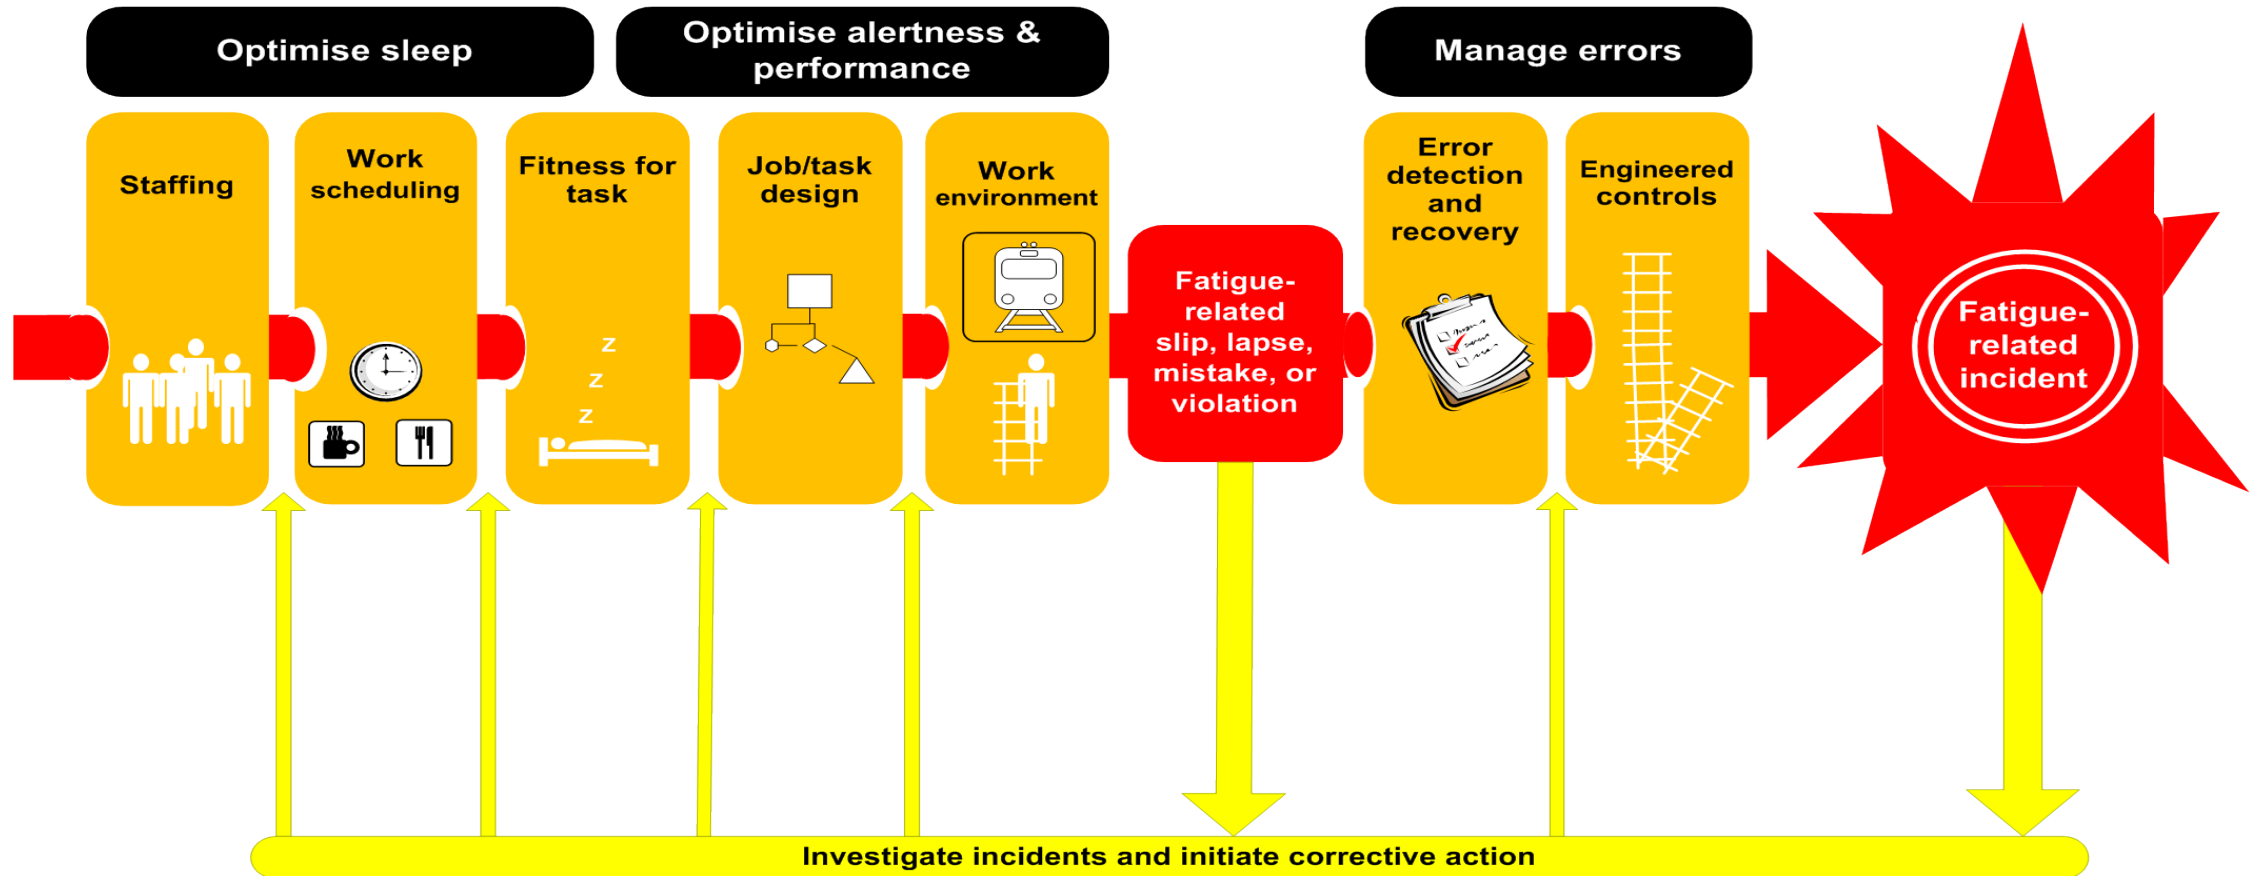 Optimise sleep
Optimise alertness &
performance
Manage errors
Staffing
Work
scheduling
Fitness for
task
z
z
z
Job/task
design
Work
environment
Fatigue-
related
slip, lapse,
mistake, or
violation
Error
detection
and
recovery
Engineered
controls
Fatigue-
related
incident
Investigate incidents and initiate corrective action